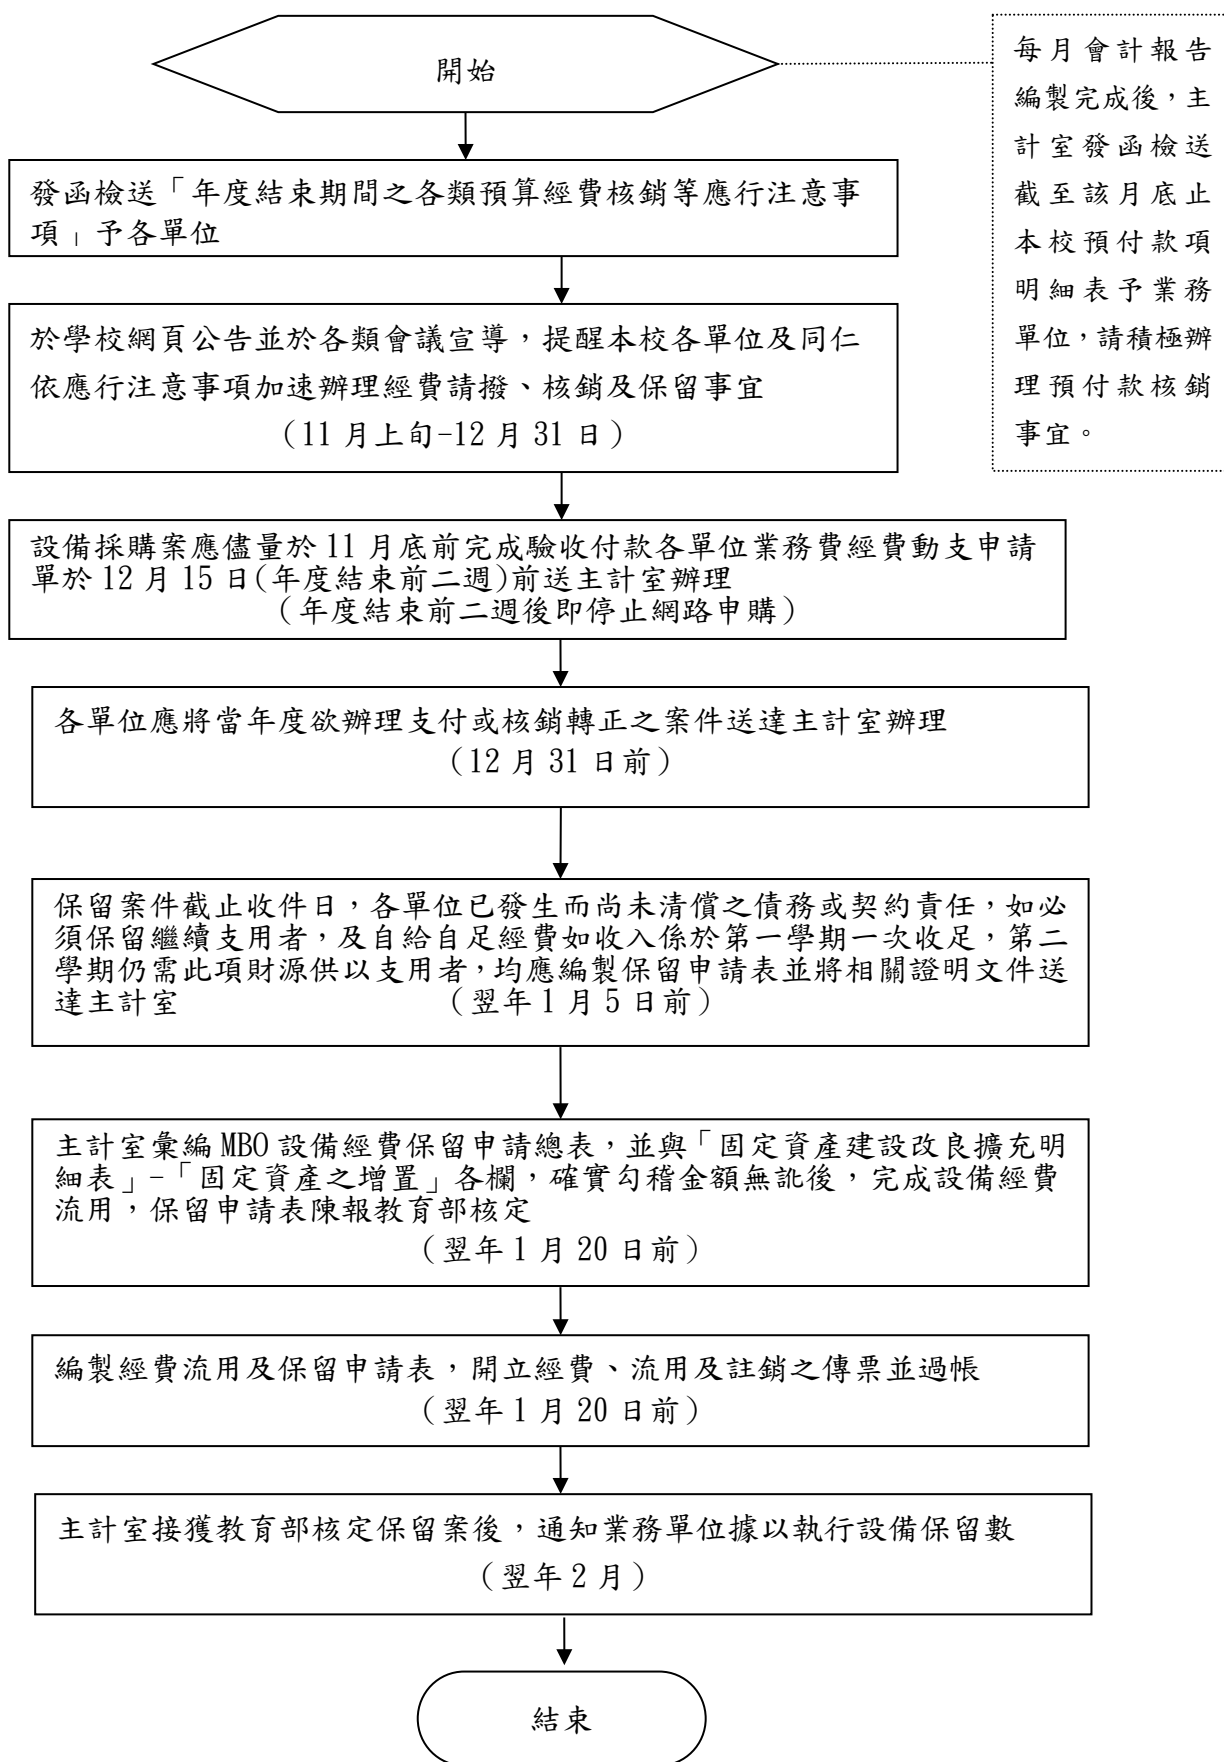 開始
每月會計報告
編製完成後，主
計室發函檢送
截至該月底止
本校預付款項
明細表予業務
單位，請積極辦
理預付款核銷
事宜。
發函檢送「年度結束期間之各類預算經費核銷等應行注意事
項」予各單位
於學校網頁公告並於各類會議宣導，提醒本校各單位及同仁
依應行注意事項加速辦理經費請撥、核銷及保留事宜
（11 月上旬-12 月 31 日）
設備採購案應儘量於 11 月底前完成驗收付款各單位業務費經費動支申請
單於 12 月 15 日(年度結束前二週)前送主計室辦理
（年度結束前二週後即停止網路申購）
各單位應將當年度欲辦理支付或核銷轉正之案件送達主計室辦理
（12 月 31 日前）
保留案件截止收件日，各單位已發生而尚未清償之債務或契約責任，如必
須保留繼續支用者，及自給自足經費如收入係於第一學期一次收足，第二
學期仍需此項財源供以支用者，均應編製保留申請表並將相關證明文件送
達主計室　　　　（翌年 1 月 5 日前）
主計室彙編 MBO 設備經費保留申請總表，並與「固定資產建設改良擴充明
細表」-「固定資產之增置」各欄，確實勾稽金額無訛後，完成設備經費
流用，保留申請表陳報教育部核定
（翌年 1 月 20 日前）
編製經費流用及保留申請表，開立經費、流用及註銷之傳票並過帳
（翌年 1 月 20 日前）
主計室接獲教育部核定保留案後，通知業務單位據以執行設備保留數
（翌年 2 月）
結束